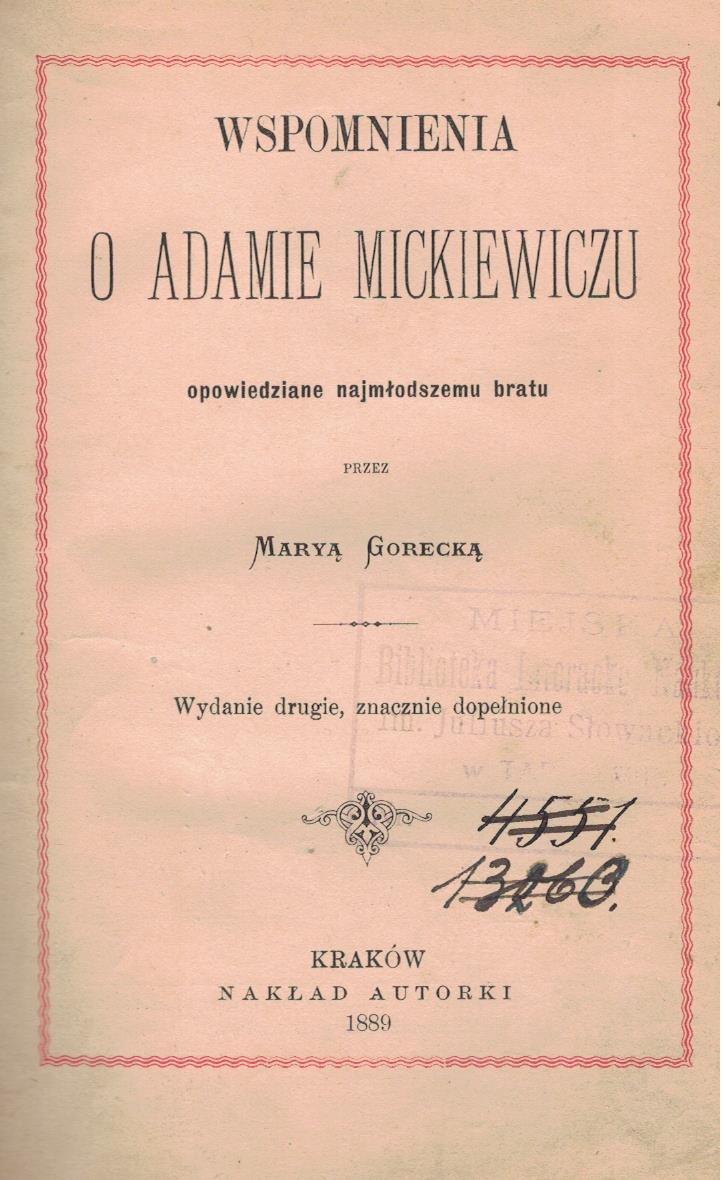 WSPOMNIENIA
O ADAMIE MICKIEWICZU
opowiedziane najmłodszemu bratu
PRZEZ
MARYĄ GORECKĄ
MIEJSKA
Biblioteka
Wydanie drugie, znacznie dopełnione
im. Juliusza
w
4551.
13260.
KRAKÓW
NAKŁAD AUTORKI
1889